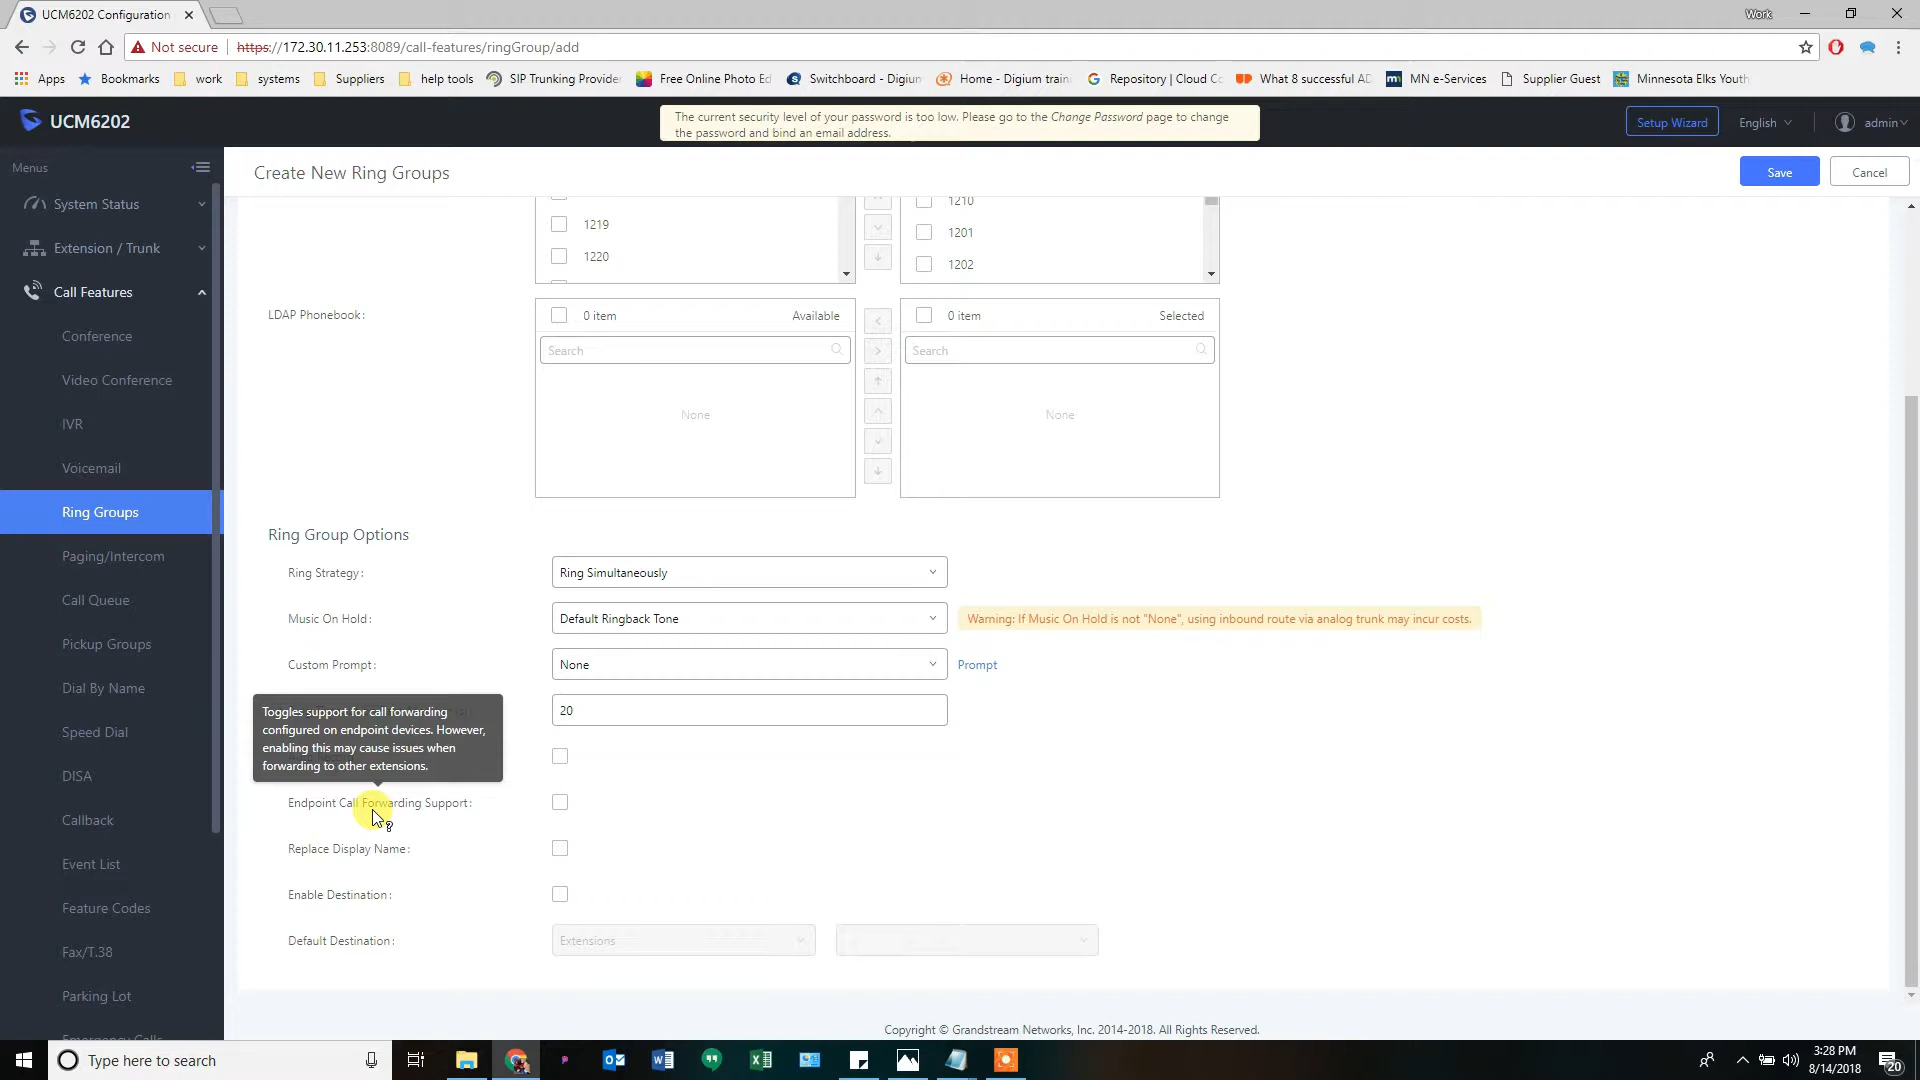 UCM6202 Configuration
Work
Not secure
https://172.30.11.253:8089/call-features/ringGroup/add
Apps
Bookmarks
work
systems
Suppliers
help tools
SIP Trunking Provide
Free Online Photo Ed
Switchboard - Digiun
Home - Digium train
Repository | Cloud C
What 8 successful AD
MN e-Services
Supplier Guest
Minnesota Elks Youth
UCM6202
The current security level of your password is too low. Please go to the Change Password page to change
the password and bind an email address.
Setup Wizard
English
admin
Menus
Create New Ring Groups
Save
Cancel
System Status
Extension / Trunk
Call Features
Conference
Video Conference
IVR
Voicemail
Ring Groups
Paging/Intercom
Call Queue
Pickup Groups
Dial By Name
Speed Dial
DISA
Callback
Event List
Feature Codes
Fax/T.38
Parking Lot
Emergency Calls
1219
1220
1210
1201
1202
LDAP Phonebook:
0 item
Available
Search
None
0 item
Selected
Search
None
Ring Group Options
Ring Strategy:
Ring Simultaneously
Music On Hold:
Default Ringback Tone
Warning: If Music On Hold is not "None", using inbound route via analog trunk may incur costs.
Custom Prompt:
None
Prompt
20
Toggles support for call forwarding
configured on endpoint devices. However,
enabling this may cause issues when
forwarding to other extensions.
Endpoint Call Forwarding Support:
Replace Display Name:
Enable Destination:
Default Destination:
Extensions
Copyright © Grandstream Networks, Inc. 2014-2018. All Rights Reserved.
Type here to search
3:28 PM
8/14/2018
20